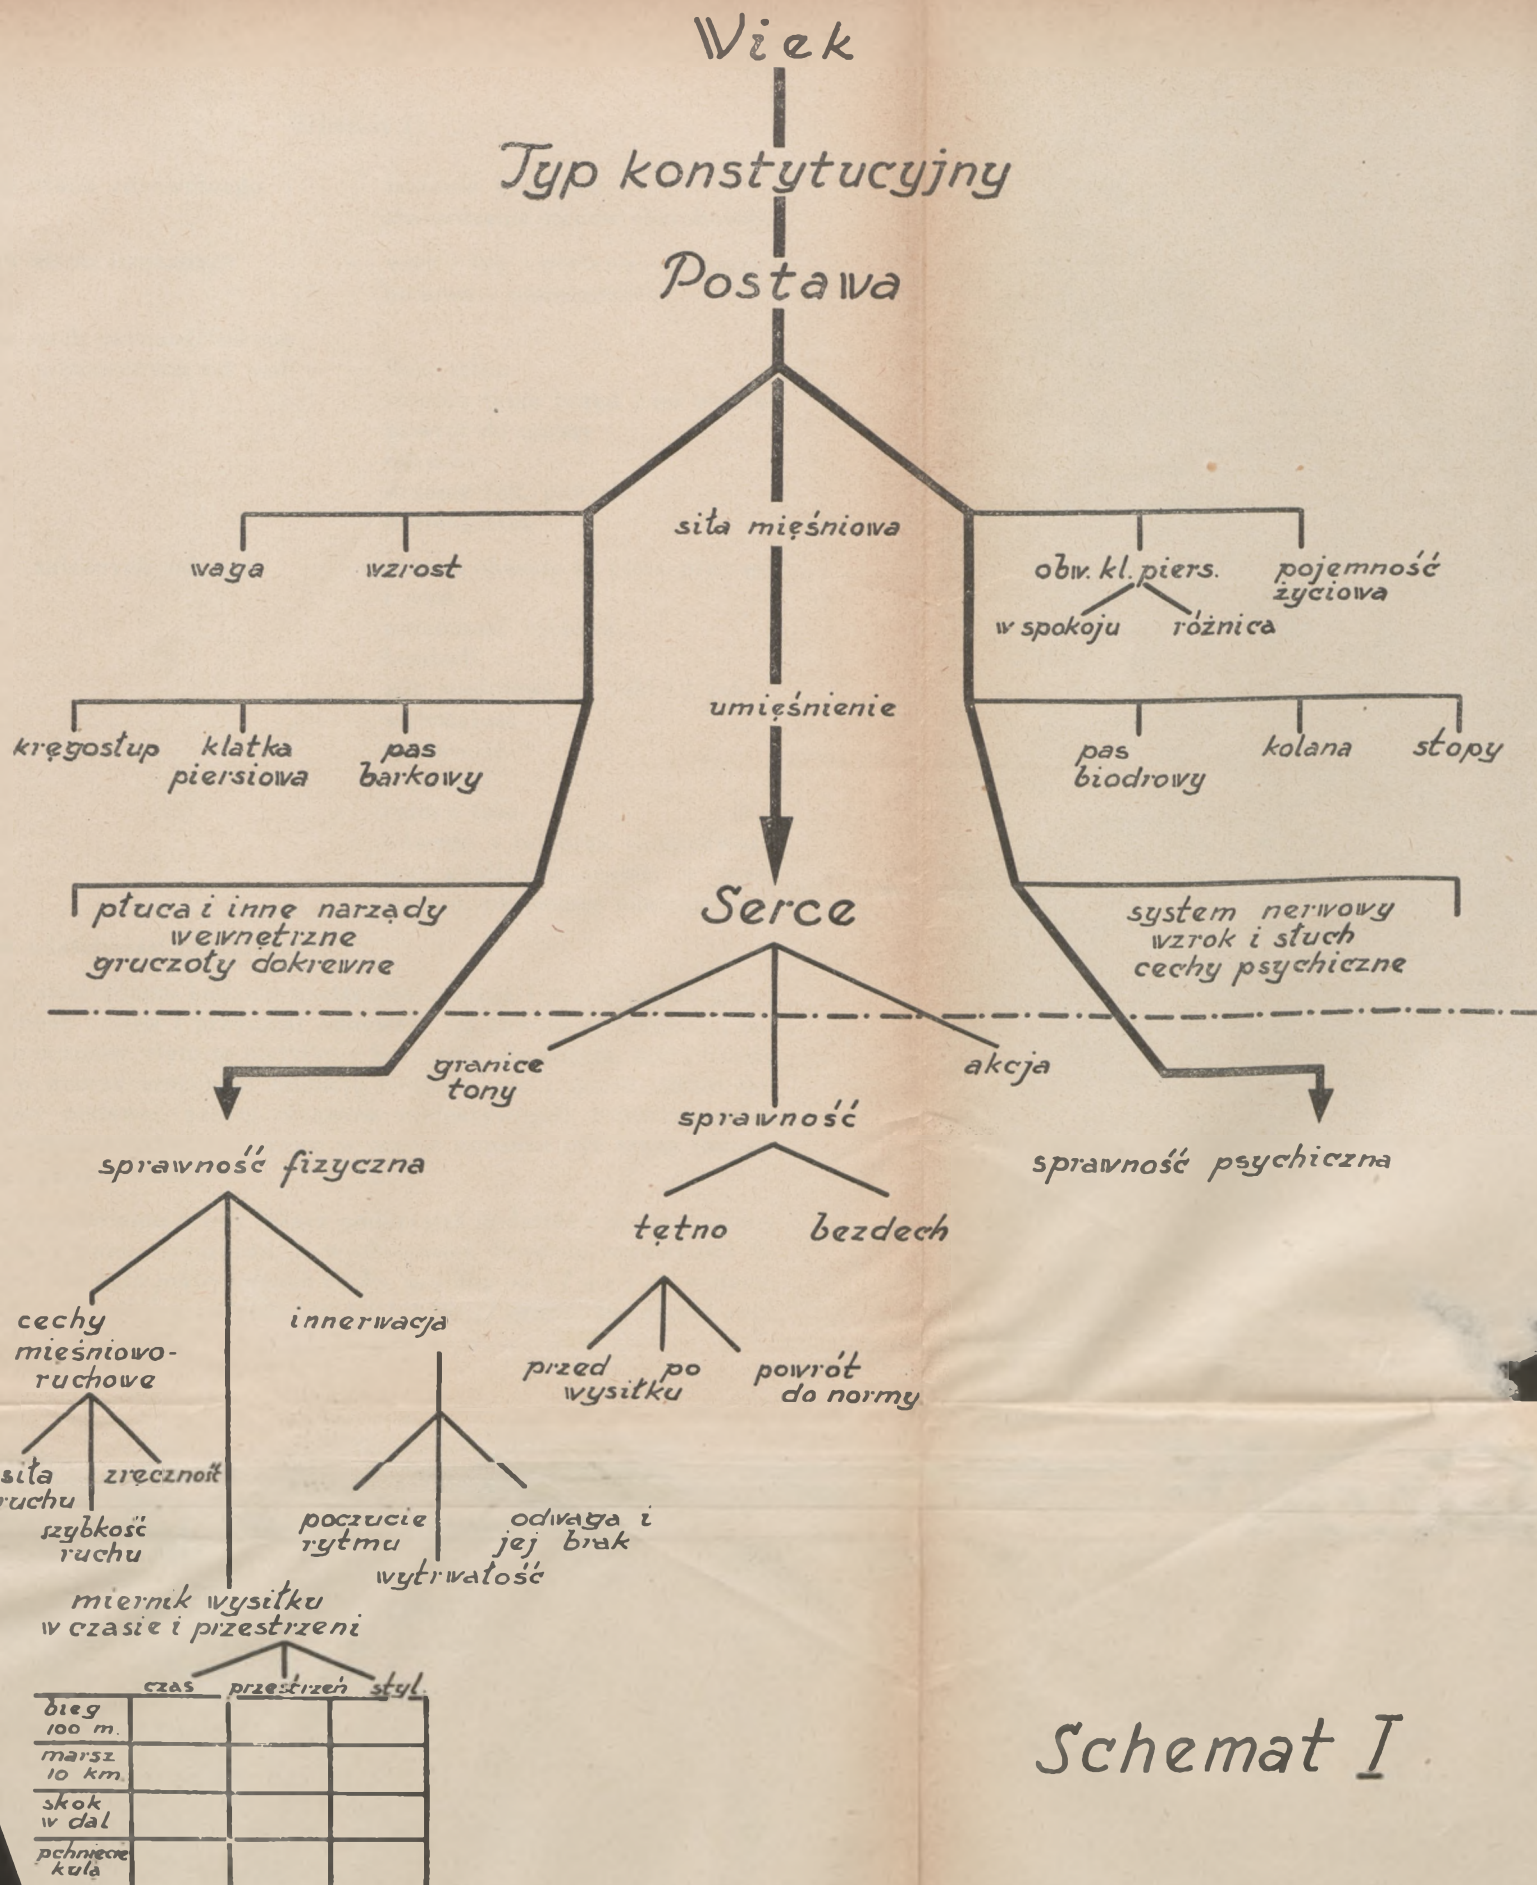 Wiek
Typ konstytucyjny
Postawa
siła mięśniowa
waga wzrost
obw. kl. piers. pojemność
życiowa
w spokoju różnica
umięśnienie
kręgosłup klatka pas
piersiowa barkowy
pas kolana stopy
biodrowy
Serce
płuca i inne narządy
wewnętrzne
gruczoły dokrewne
system nerwowy
wzrok i słuch
cechy psychiczne
granice
tony
akcja
sprawność
sprawność fizyczna
sprawność psychiczna
tętno bezdech
cechy
mięśniowo-
ruchowe
innerwacja
przed po powrót
wysiłku do normy
siła
ruchu
zręczność
szybkość
ruchu
poczucie
rytmu
odwaga i
jej brak
wytrwałość
miernik wysiłku
w czasie i przestrzeni
czas przestrzeń styl.
bieg
100 m.
marsz
10 km
skok
w dal
pchnięcie
kulą
Schemat I